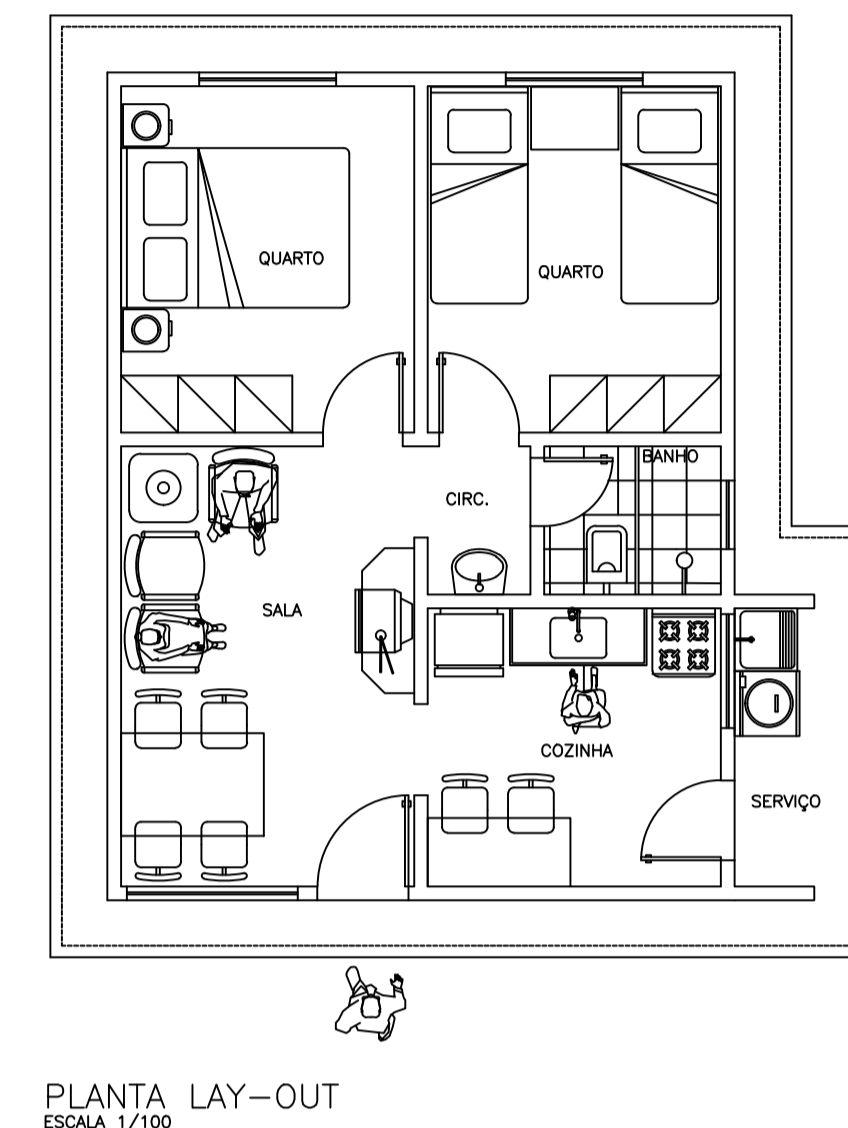 QUARTO
QUARTO
BANHO
CIRC.
SALA
COZINHA
SERVIÇO
PLANTA LAY-OUT
ESCALA 1/100